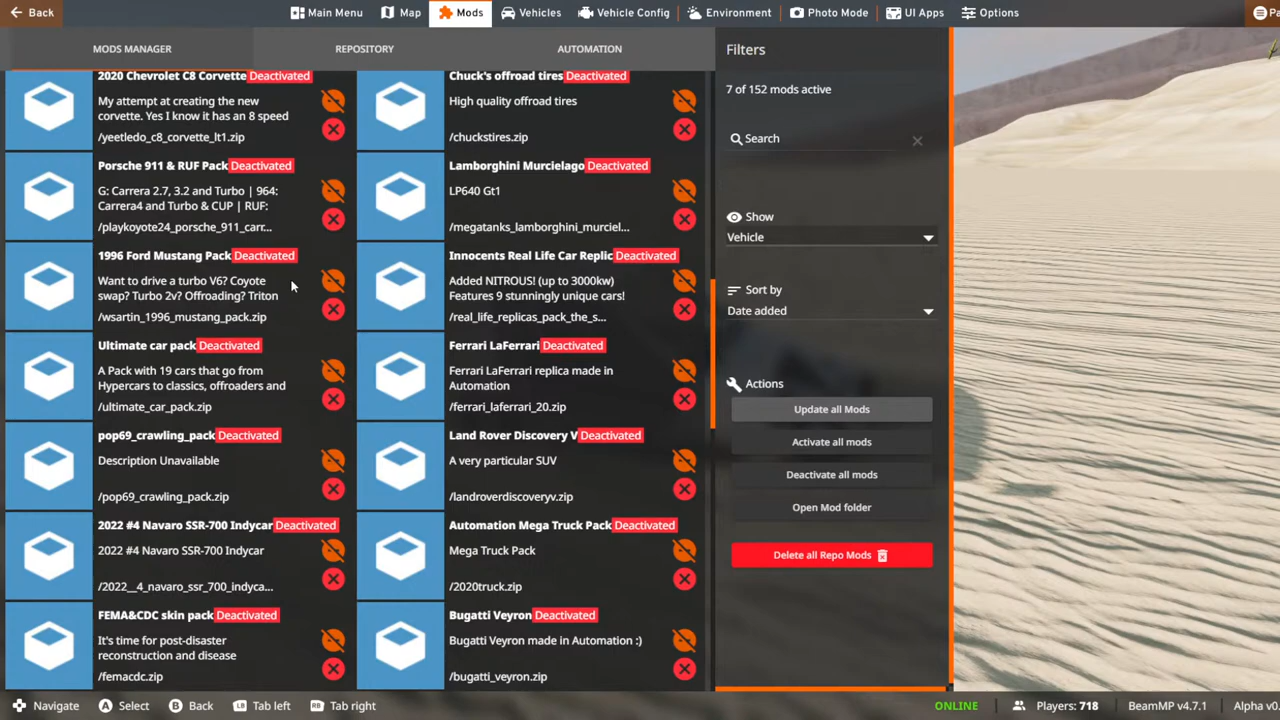 Back
Main Menu
Map
Mods
Vehicles
Vehicle Config
Environment
Photo Mode
UI Apps
Options
MODS MANAGER
REPOSITORY
AUTOMATION
2020 Chevrolet C8 Corvette Deactivated
My attempt at creating the new
corvette. Yes I know it has an 8 speed
/yeetledo_c8_corvette_lt1.zip
Chuck's offroad tires Deactivated
High quality offroad tires
/chuckstires.zip
Porsche 911 & RUF Pack Deactivated
G: Carrera 2.7, 3.2 and Turbo | 964:
Carrera4 and Turbo & CUP | RUF:
/playkoyote24_porsche_911_carr...
Lamborghini Murcielago Deactivated
LP640 Gt1
/megatanks_lamborghini_murciel...
1996 Ford Mustang Pack Deactivated
Want to drive a turbo V6? Coyote
swap? Turbo 2v? Offroading? Triton
/wsartin_1996_mustang_pack.zip
Innocents Real Life Car Replic Deactivated
Added NITROUS! (up to 3000kw)
Features 9 stunningly unique cars!
/real_life_replicas_pack_the_s...
Ultimate car pack Deactivated
A Pack with 19 cars that go from
Hypercars to classics, offroaders and
/ultimate_car_pack.zip
Ferrari LaFerrari Deactivated
Ferrari LaFerrari replica made in
Automation
/ferrari_laferrari_20.zip
pop69_crawling_pack Deactivated
Description Unavailable
/pop69_crawling_pack.zip
Land Rover Discovery V Deactivated
A very particular SUV
/landroverdiscoveryv.zip
2022 #4 Navaro SSR-700 Indycar Deactivated
2022 #4 Navaro SSR-700 Indycar
/2022__4_navaro_ssr_700_indyca...
Automation Mega Truck Pack Deactivated
Mega Truck Pack
/2020truck.zip
FEMA&CDC skin pack Deactivated
It's time for post-disaster
reconstruction and disease
/femacdc.zip
Bugatti Veyron Deactivated
Bugatti Veyron made in Automation :)
/bugatti_veyron.zip
Filters
7 of 152 mods active
Search
Show
Vehicle
Sort by
Date added
Actions
Update all Mods
Activate all mods
Deactivate all mods
Open Mod folder
Delete all Repo Mods
Navigate
A Select
B Back
LB Tab left
RB Tab right
ONLINE
Players: 718
BeamMP v4.7.1
Alpha v0.